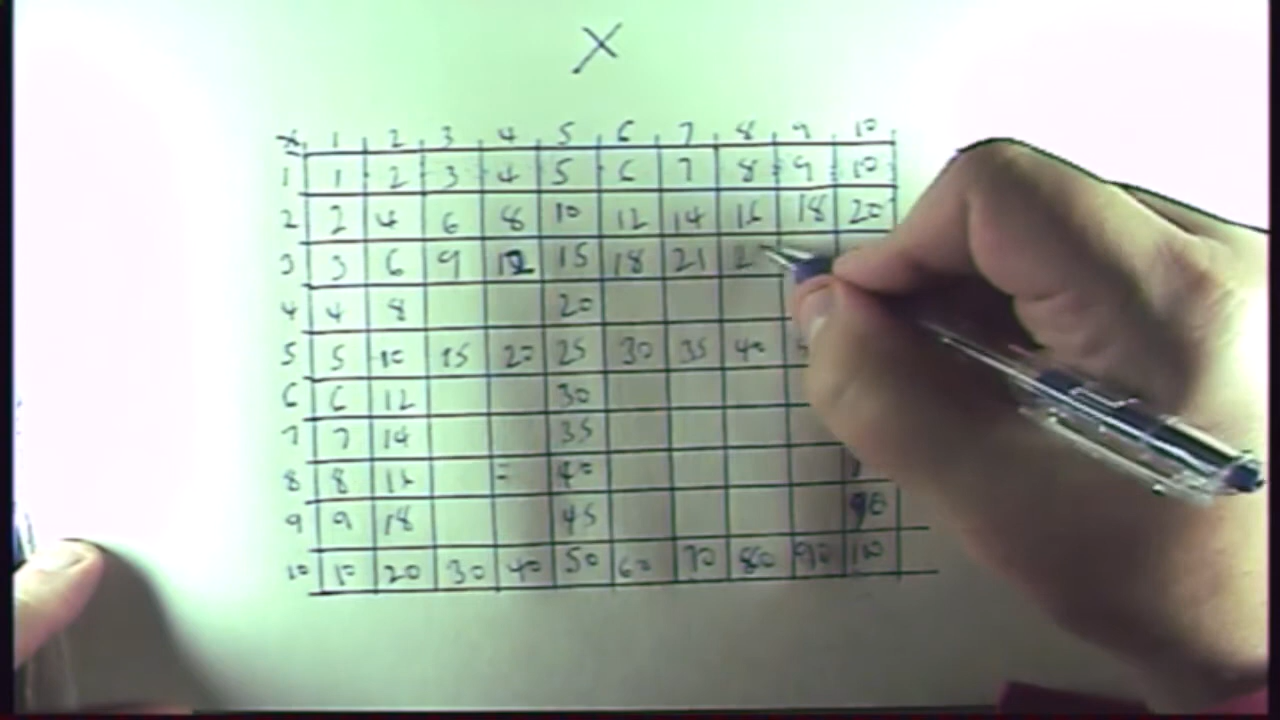 X
x 1 2 3 4 5 6 7 8 9 10
1 1 2 3 4 5 6 7 8 9 10
2 2 4 6 8 10 12 14 16 18 20
3 3 6 9 12 15 18 21 2
4 4 8 20
5 5 10 15 20 25 30 35 40
6 6 12 30
7 7 14 35
8 8 16 = 40
9 9 18 45 90
10 10 20 30 40 50 60 70 80 90 100